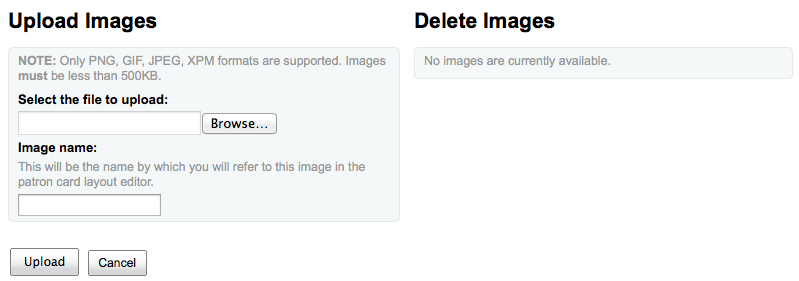 Upload Images
NOTE: Only PNG, GIF, JPEG, XPM formats are supported. Images
must be less than 500KB.
Select the file to upload:
Browse...
Image name:
This will be the name by which you will refer to this image in the
patron card layout editor.
Upload
Cancel
Delete Images
No images are currently available.